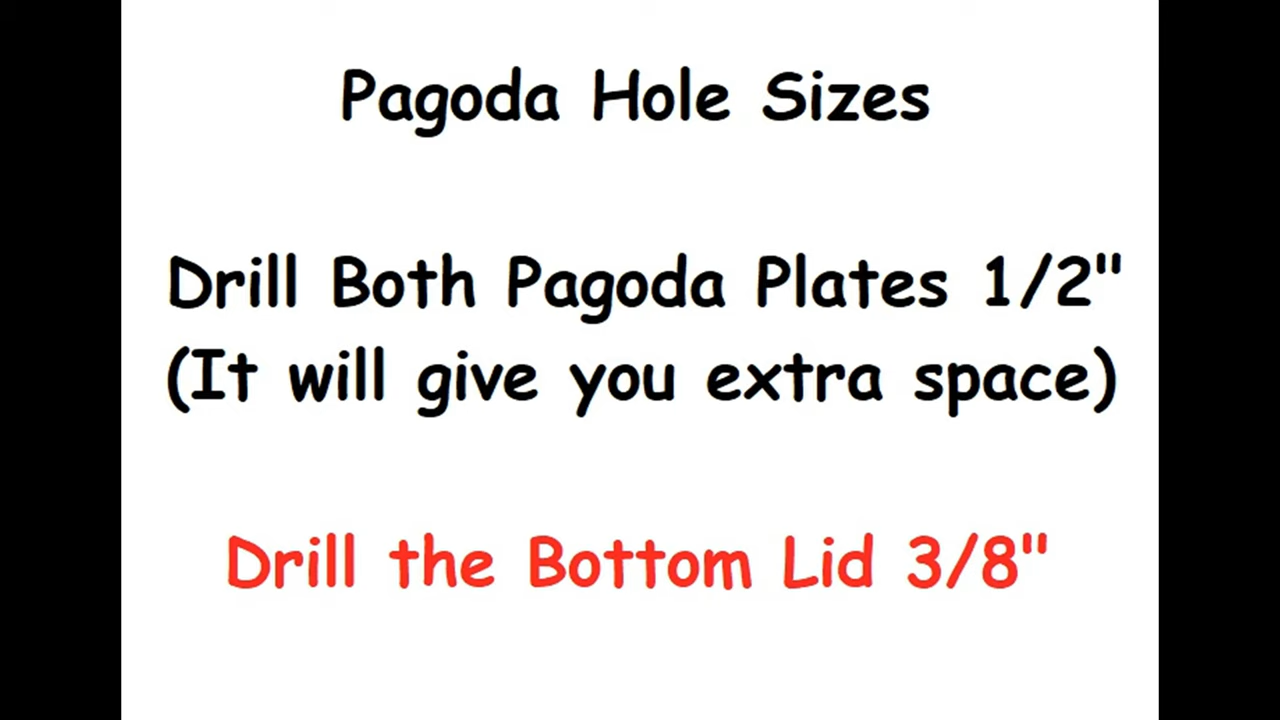 Pagoda Hole Sizes
Drill Both Pagoda Plates 1/2"
(It will give you extra space)
Drill the Bottom Lid 3/8"